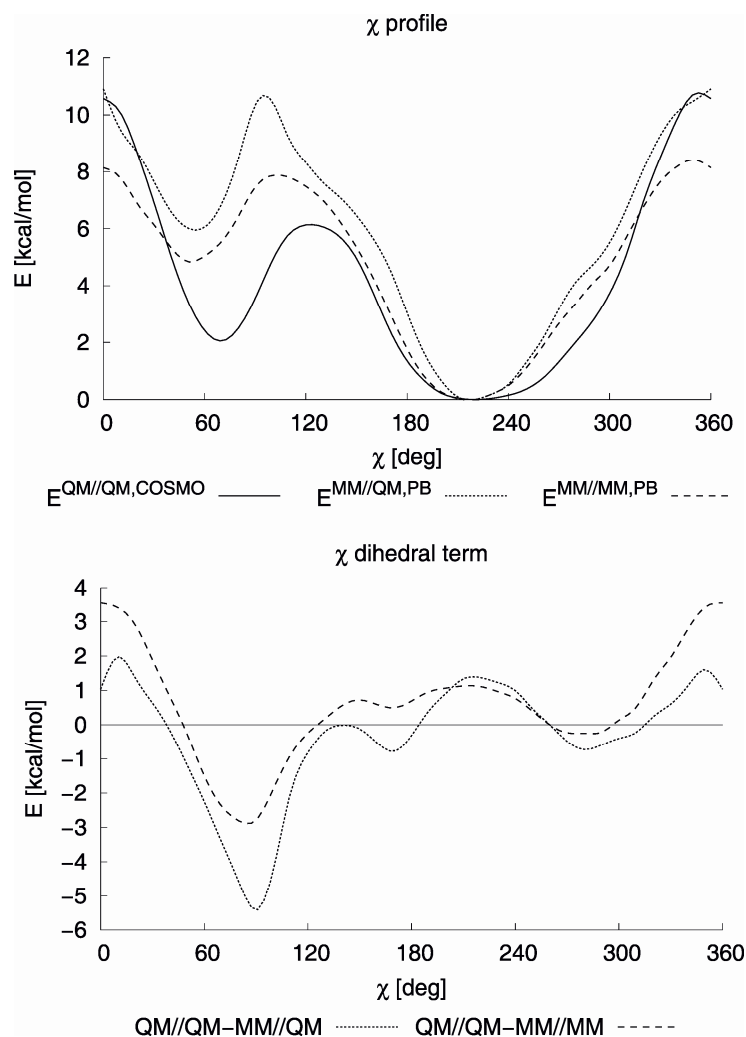 χ profile
12
10
8
6
4
2
0
E [kcal/mol]
0 60 120 180 240 300 360
χ [deg]
E^QM//QM,COSMO E^MM//QM,PB E^MM//MM,PB
χ dihedral term
4
3
2
1
0
−1
−2
−3
−4
−5
−6
E [kcal/mol]
0 60 120 180 240 300 360
χ [deg]
QM//QM−MM//QM QM//QM−MM//MM